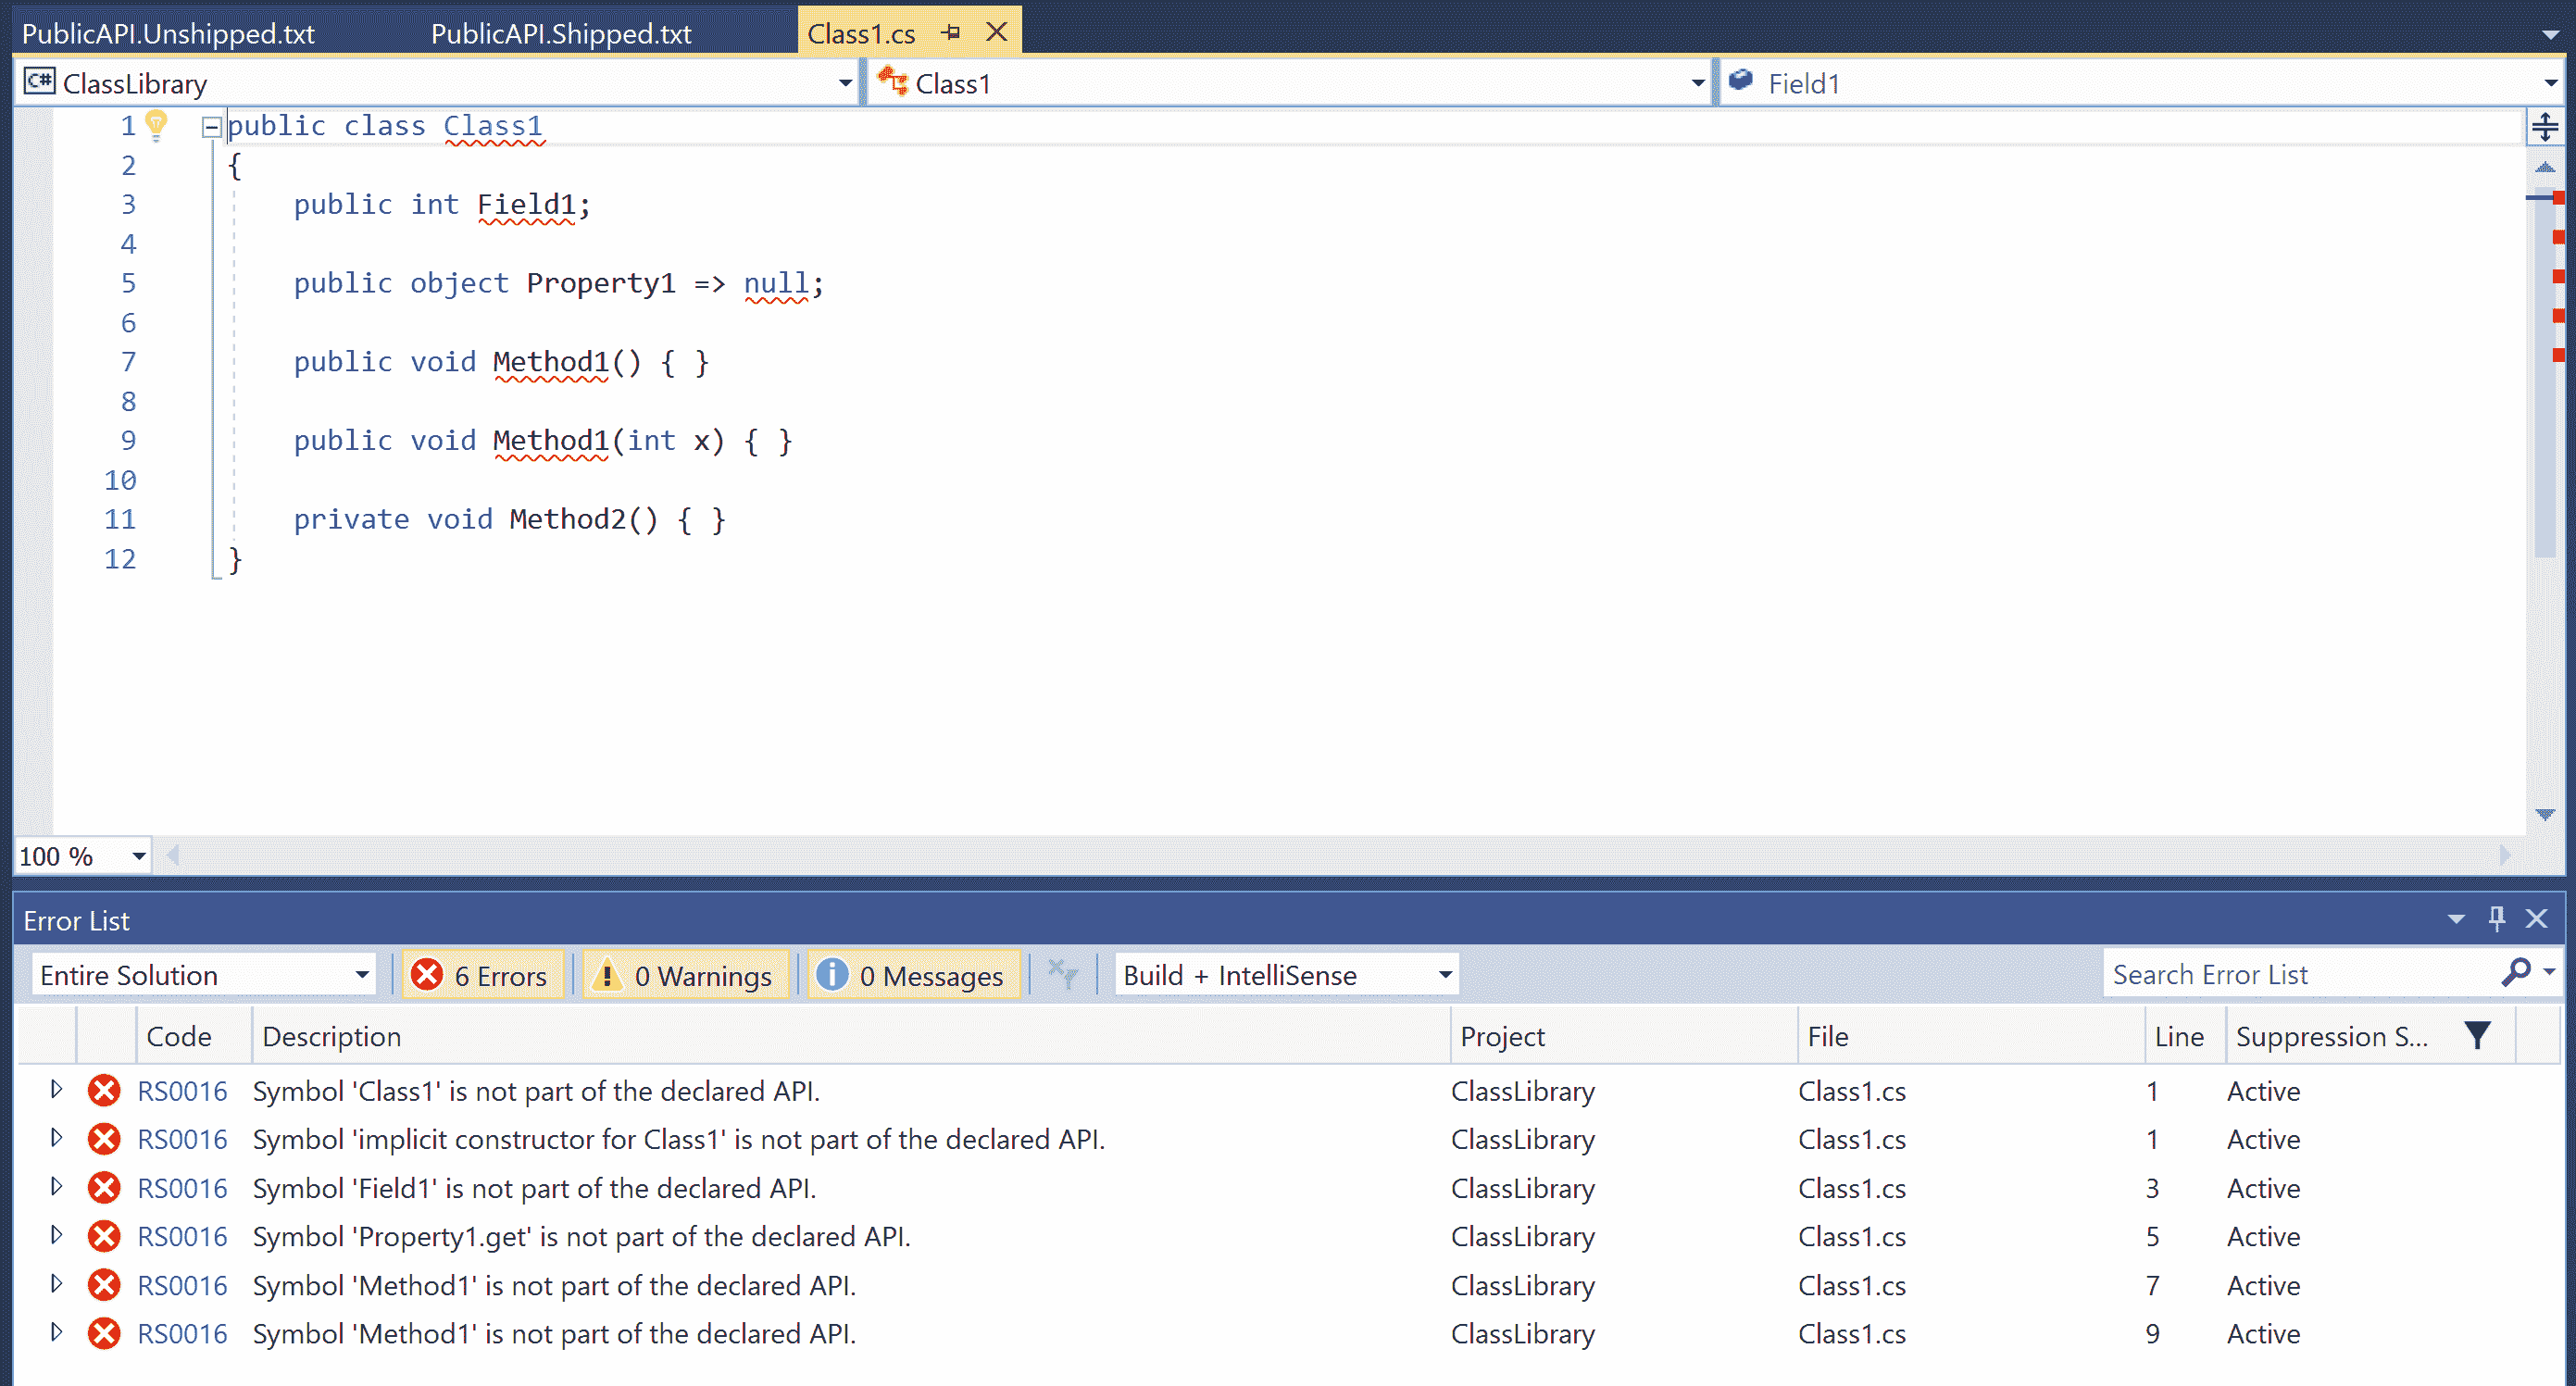 PublicAPI.Unshipped.txt PublicAPI.Shipped.txt Class1.cs
C# ClassLibrary Class1 Field1
1 public class Class1
2 {
3 public int Field1;
4
5 public object Property1 => null;
6
7 public void Method1() { }
8
9 public void Method1(int x) { }
10
11 private void Method2() { }
12 }
100 %
Error List
Entire Solution 6 Errors 0 Warnings 0 Messages Build + IntelliSense Search Error List
Code Description Project File Line Suppression S...
RS0016 Symbol 'Class1' is not part of the declared API. ClassLibrary Class1.cs 1 Active
RS0016 Symbol 'implicit constructor for Class1' is not part of the declared API. ClassLibrary Class1.cs 1 Active
RS0016 Symbol 'Field1' is not part of the declared API. ClassLibrary Class1.cs 3 Active
RS0016 Symbol 'Property1.get' is not part of the declared API. ClassLibrary Class1.cs 5 Active
RS0016 Symbol 'Method1' is not part of the declared API. ClassLibrary Class1.cs 7 Active
RS0016 Symbol 'Method1' is not part of the declared API. ClassLibrary Class1.cs 9 Active